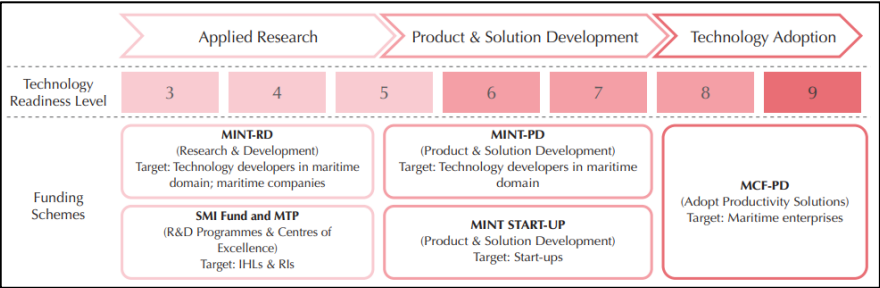 Applied Research
Product & Solution Development
Technology Adoption
Technology
Readiness Level
3
4
5
6
7
8
9
Funding
Schemes
MINT-RD
(Research & Development)
Target: Technology developers in maritime
domain; maritime companies
MINT-PD
(Product & Solution Development)
Target: Technology developers in maritime
domain
MCF-PD
(Adopt Productivity Solutions)
Target: Maritime enterprises
SMI Fund and MTP
(R&D Programmes & Centres of
Excellence)
Target: IHLs & RIs
MINT START-UP
(Product & Solution Development)
Target: Start-ups